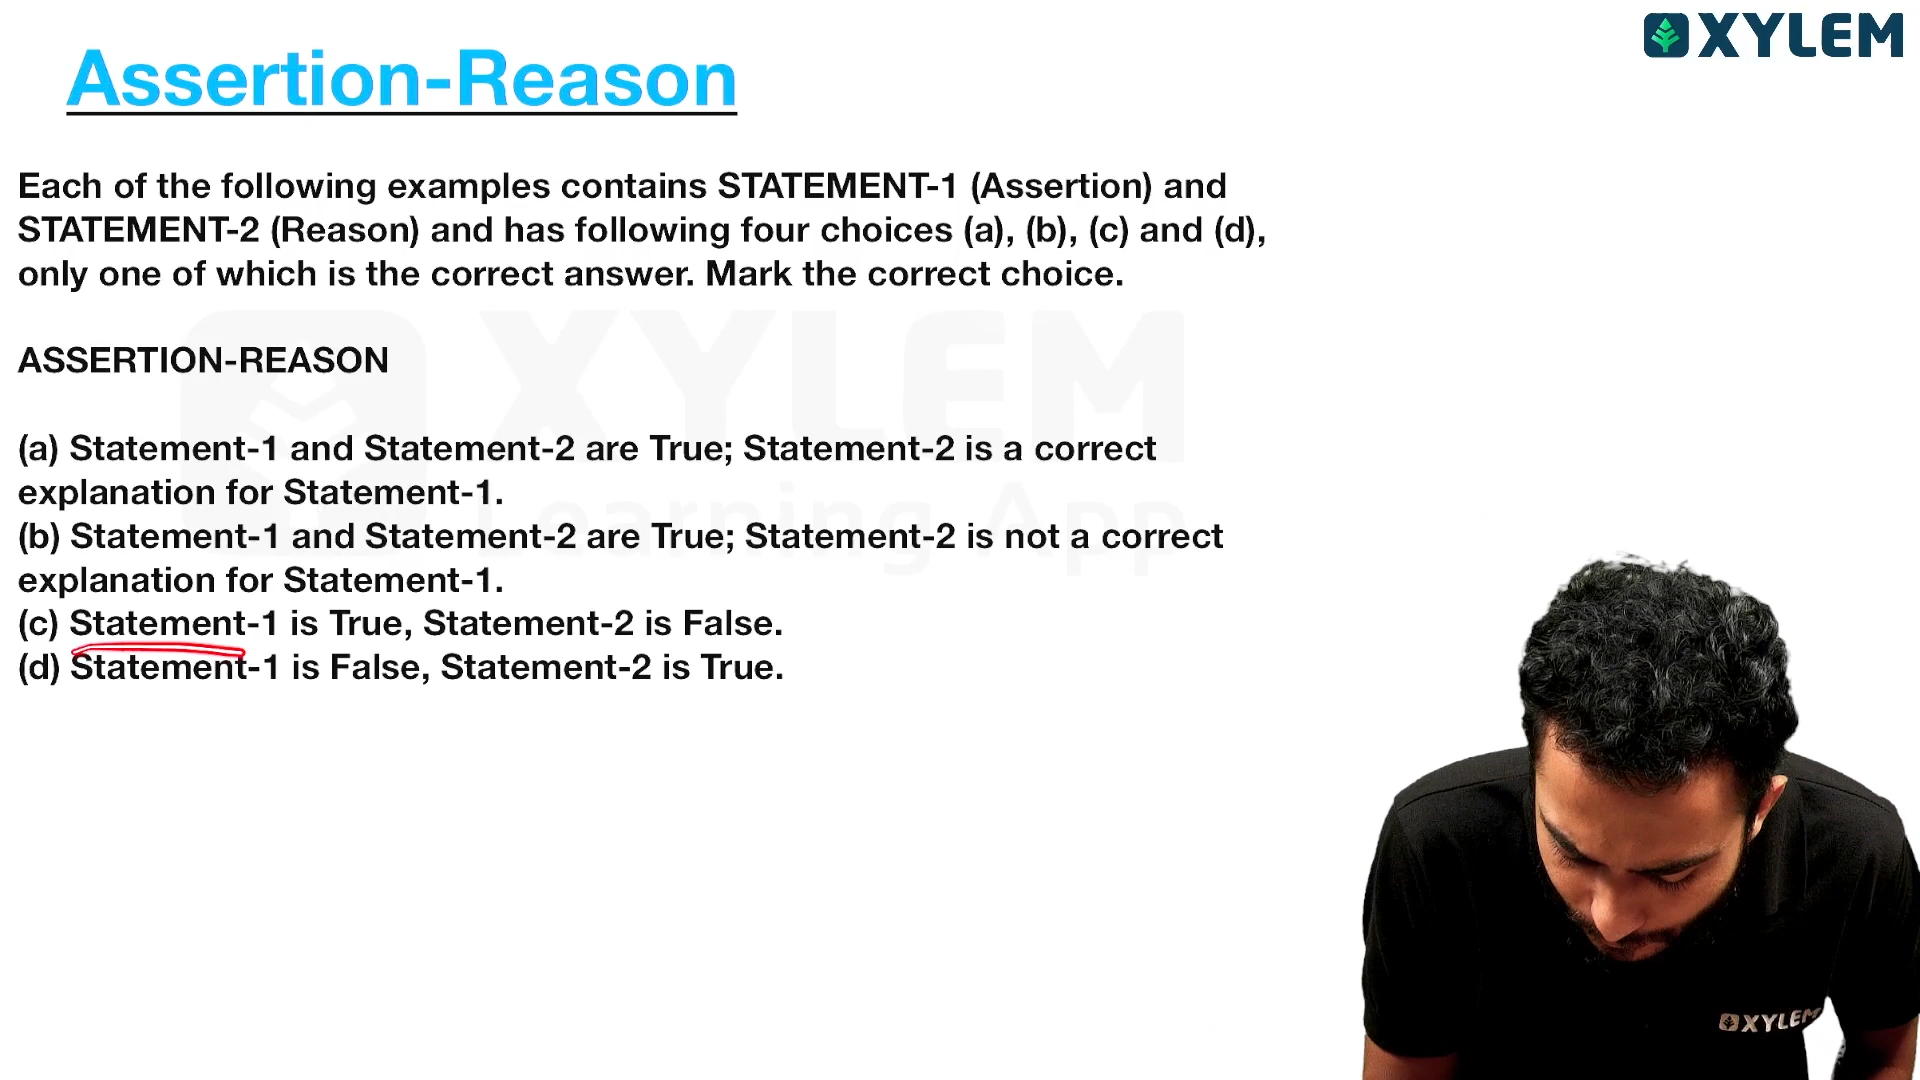 XYLEM
Assertion-Reason
Each of the following examples contains STATEMENT-1 (Assertion) and
STATEMENT-2 (Reason) and has following four choices (a), (b), (c) and (d),
only one of which is the correct answer. Mark the correct choice.
XYLEM
Learning App
ASSERTION-REASON
(a) Statement-1 and Statement-2 are True; Statement-2 is a correct
explanation for Statement-1.
(b) Statement-1 and Statement-2 are True; Statement-2 is not a correct
explanation for Statement-1.
(c) Statement-1 is True, Statement-2 is False.
(d) Statement-1 is False, Statement-2 is True.
XYLEM